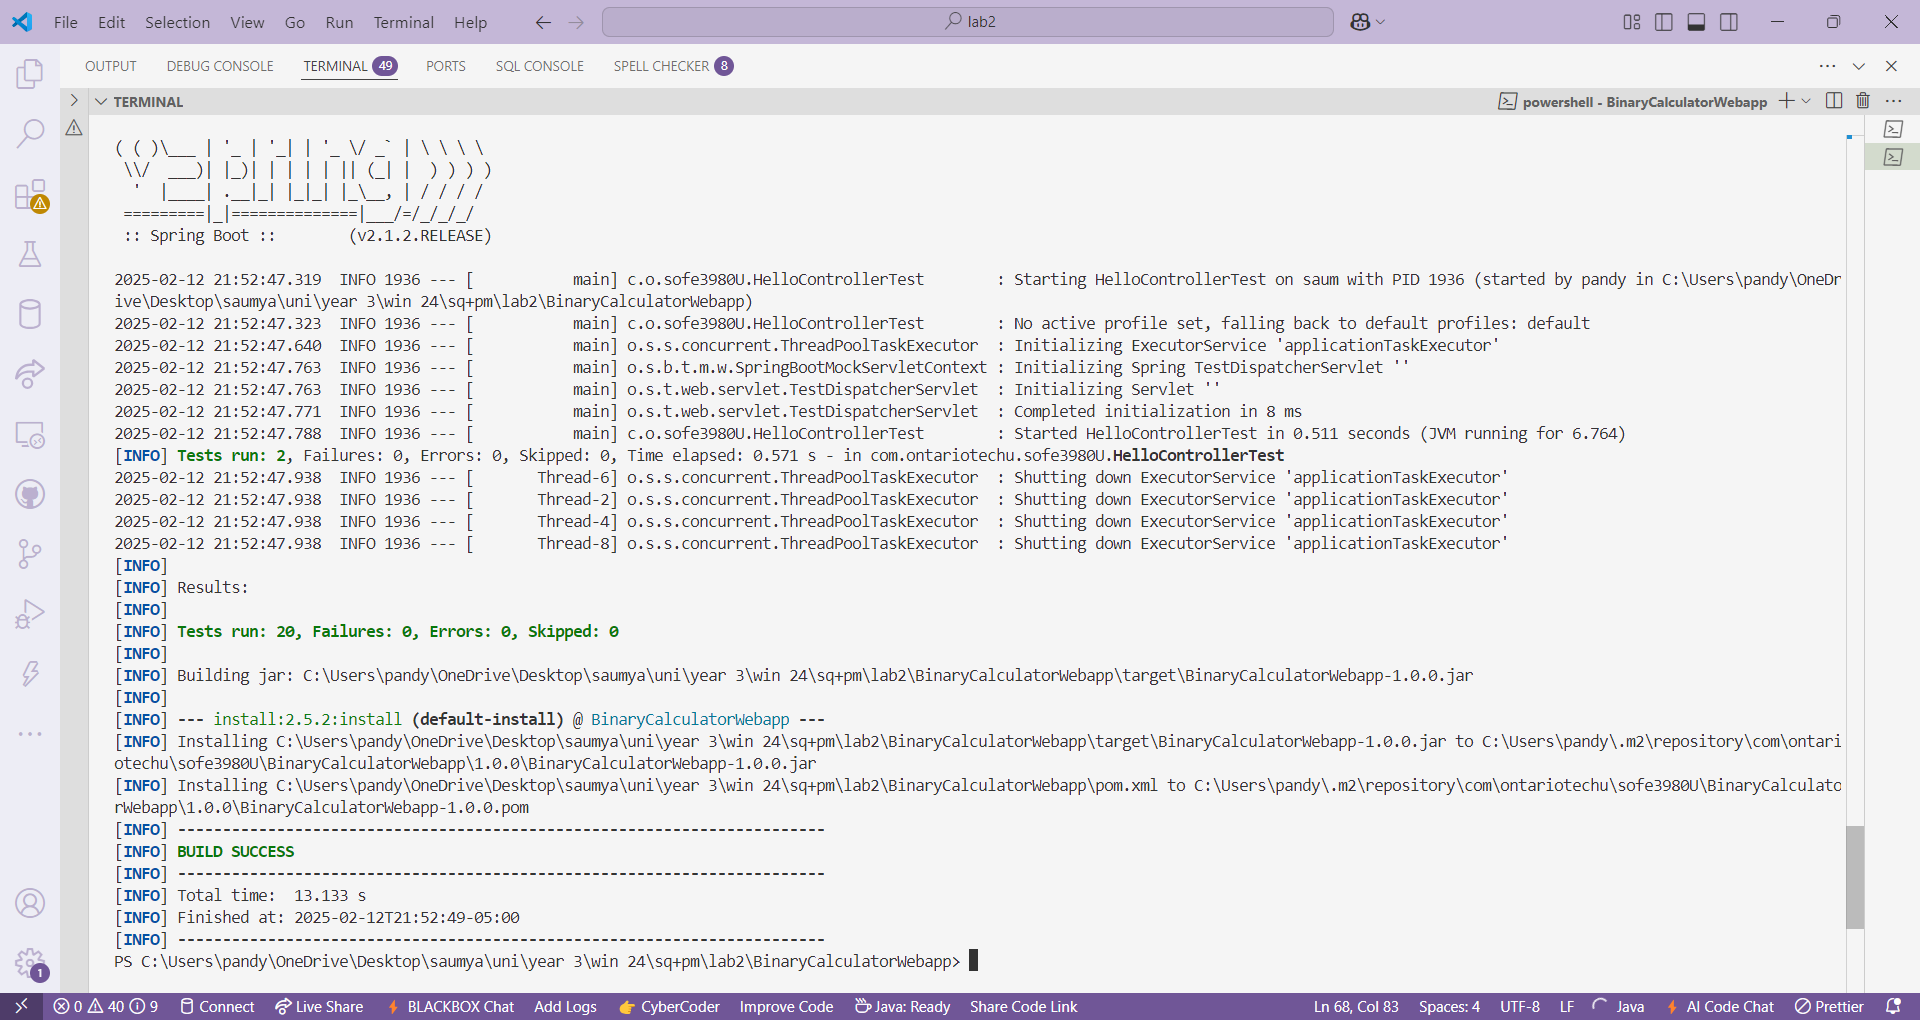 File Edit Selection View Go Run Terminal Help lab2
OUTPUT DEBUG CONSOLE TERMINAL 49 PORTS SQL CONSOLE SPELL CHECKER 8
TERMINAL powershell - BinaryCalculatorWebapp
( ( )\___ | '_ | '_| | '_ \/ _` | \ \ \ \
 \\/  ___)| |_)| | | | | || (_| |  ) ) ) )
  '  |____| .__|_| |_|_| |_\__, | / / / /
 =========|_|==============|___/=/_/_/_/
 :: Spring Boot ::        (v2.1.2.RELEASE)
2025-02-12 21:52:47.319  INFO 1936 --- [           main] c.o.sofe3980U.HelloControllerTest        : Starting HelloControllerTest on saum with PID 1936 (started by pandy in C:\Users\pandy\OneDr
ive\Desktop\saumya\uni\year 3\win 24\sq+pm\lab2\BinaryCalculatorWebapp)
2025-02-12 21:52:47.323  INFO 1936 --- [           main] c.o.sofe3980U.HelloControllerTest        : No active profile set, falling back to default profiles: default
2025-02-12 21:52:47.640  INFO 1936 --- [           main] o.s.s.concurrent.ThreadPoolTaskExecutor  : Initializing ExecutorService 'applicationTaskExecutor'
2025-02-12 21:52:47.763  INFO 1936 --- [           main] o.s.b.t.m.w.SpringBootMockServletContext : Initializing Spring TestDispatcherServlet ''
2025-02-12 21:52:47.763  INFO 1936 --- [           main] o.s.t.web.servlet.TestDispatcherServlet  : Initializing Servlet ''
2025-02-12 21:52:47.771  INFO 1936 --- [           main] o.s.t.web.servlet.TestDispatcherServlet  : Completed initialization in 8 ms
2025-02-12 21:52:47.788  INFO 1936 --- [           main] c.o.sofe3980U.HelloControllerTest        : Started HelloControllerTest in 0.511 seconds (JVM running for 6.764)
[INFO] Tests run: 2, Failures: 0, Errors: 0, Skipped: 0, Time elapsed: 0.571 s - in com.ontariotechu.sofe3980U.HelloControllerTest
2025-02-12 21:52:47.938  INFO 1936 --- [       Thread-6] o.s.s.concurrent.ThreadPoolTaskExecutor  : Shutting down ExecutorService 'applicationTaskExecutor'
2025-02-12 21:52:47.938  INFO 1936 --- [       Thread-2] o.s.s.concurrent.ThreadPoolTaskExecutor  : Shutting down ExecutorService 'applicationTaskExecutor'
2025-02-12 21:52:47.938  INFO 1936 --- [       Thread-4] o.s.s.concurrent.ThreadPoolTaskExecutor  : Shutting down ExecutorService 'applicationTaskExecutor'
2025-02-12 21:52:47.938  INFO 1936 --- [       Thread-8] o.s.s.concurrent.ThreadPoolTaskExecutor  : Shutting down ExecutorService 'applicationTaskExecutor'
[INFO]
[INFO] Results:
[INFO]
[INFO] Tests run: 20, Failures: 0, Errors: 0, Skipped: 0
[INFO]
[INFO] Building jar: C:\Users\pandy\OneDrive\Desktop\saumya\uni\year 3\win 24\sq+pm\lab2\BinaryCalculatorWebapp\target\BinaryCalculatorWebapp-1.0.0.jar
[INFO]
[INFO] --- install:2.5.2:install (default-install) @ BinaryCalculatorWebapp ---
[INFO] Installing C:\Users\pandy\OneDrive\Desktop\saumya\uni\year 3\win 24\sq+pm\lab2\BinaryCalculatorWebapp\target\BinaryCalculatorWebapp-1.0.0.jar to C:\Users\pandy\.m2\repository\com\ontari
otechu\sofe3980U\BinaryCalculatorWebapp\1.0.0\BinaryCalculatorWebapp-1.0.0.jar
[INFO] Installing C:\Users\pandy\OneDrive\Desktop\saumya\uni\year 3\win 24\sq+pm\lab2\BinaryCalculatorWebapp\pom.xml to C:\Users\pandy\.m2\repository\com\ontariotechu\sofe3980U\BinaryCalculato
rWebapp\1.0.0\BinaryCalculatorWebapp-1.0.0.pom
[INFO] ------------------------------------------------------------------------
[INFO] BUILD SUCCESS
[INFO] ------------------------------------------------------------------------
[INFO] Total time:  13.133 s
[INFO] Finished at: 2025-02-12T21:52:49-05:00
[INFO] ------------------------------------------------------------------------
PS C:\Users\pandy\OneDrive\Desktop\saumya\uni\year 3\win 24\sq+pm\lab2\BinaryCalculatorWebapp>
1
0 40 9 Connect Live Share BLACKBOX Chat Add Logs CyberCoder Improve Code Java: Ready Share Code Link Ln 68, Col 83 Spaces: 4 UTF-8 LF Java AI Code Chat Prettier